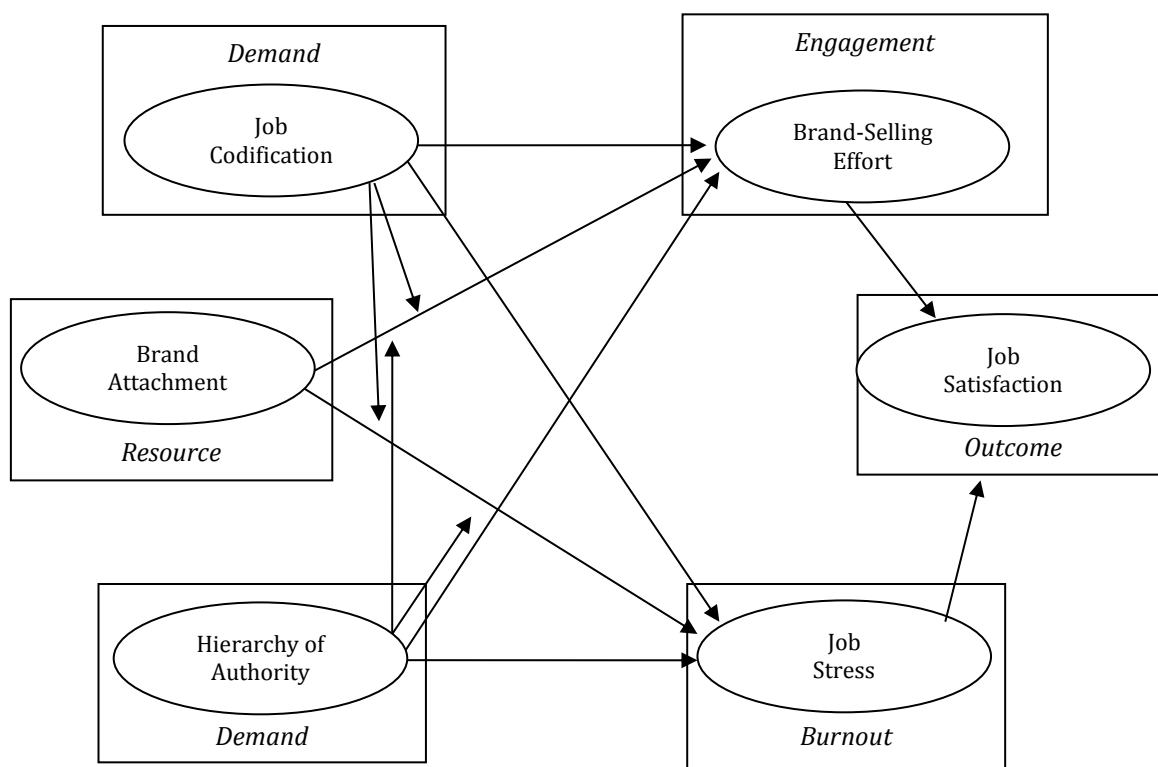 Demand
Job
Codification
Engagement
Brand-Selling
Effort
Brand
Attachment
Resource
Job
Satisfaction
Outcome
Hierarchy of
Authority
Demand
Job
Stress
Burnout